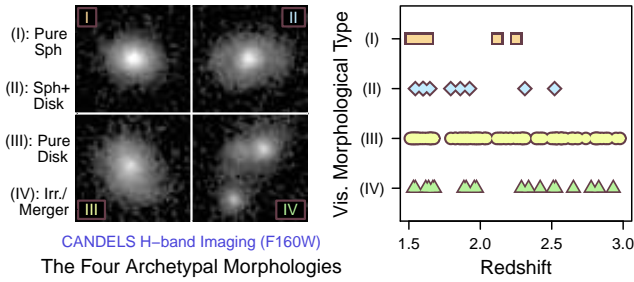 (I): Pure
Sph
(II): Sph+
Disk
(III): Pure
Disk
(IV): Irr./
Merger
I
II
III
IV
CANDELS H−band Imaging (F160W)
The Four Archetypal Morphologies
Vis. Morphological Type
(I)
(II)
(III)
(IV)
1.5 2.0 2.5 3.0
Redshift